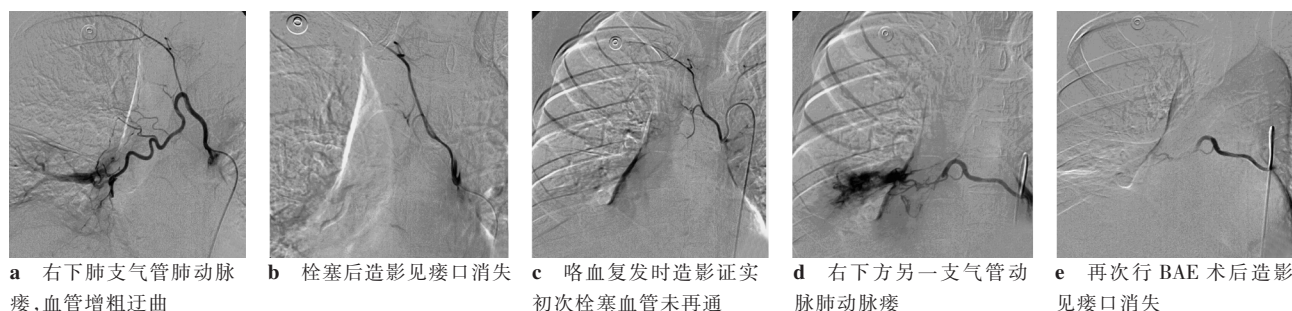 a 右下肺支气管肺动脉
瘘,血管增粗迂曲
b 栓塞后造影见瘘口消失
c 咯血复发时造影证实
初次栓塞血管未再通
d 右下方另一支气管动
脉肺动脉瘘
e 再次行 BAE 术后造影
见瘘口消失